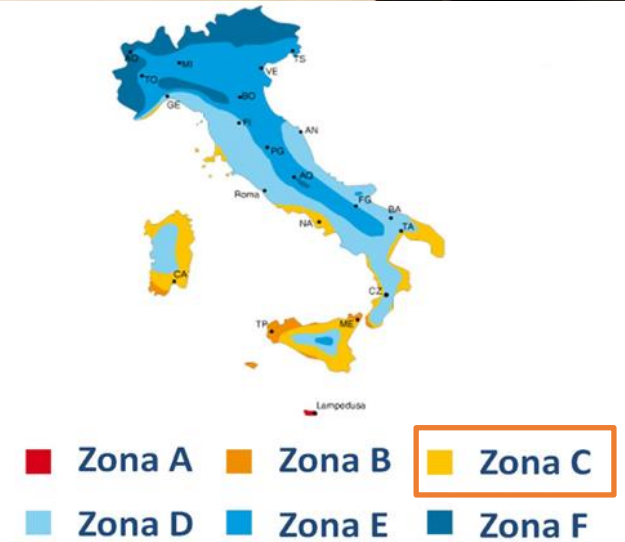 TS
AO
MI
VE
TO
BO
GE
FI
AN
PG
AQ
Roma
FG
BA
NA
TA
CA
CZ
TP
ME
Lampedusa
Zona A
Zona B
Zona C
Zona D
Zona E
Zona F